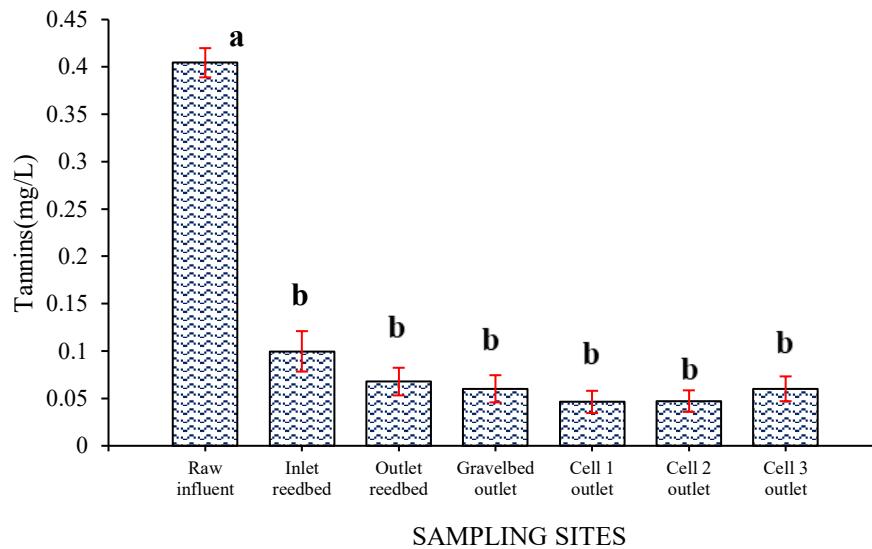 0.45
0.4
0.35
0.3
0.25
0.2
0.15
0.1
0.05
0
Tannins(mg/L)
a
b
b
b
b
b
b
Raw influent
Inlet reedbed
Outlet reedbed
Gravelbed outlet
Cell 1 outlet
Cell 2 outlet
Cell 3 outlet
SAMPLING SITES